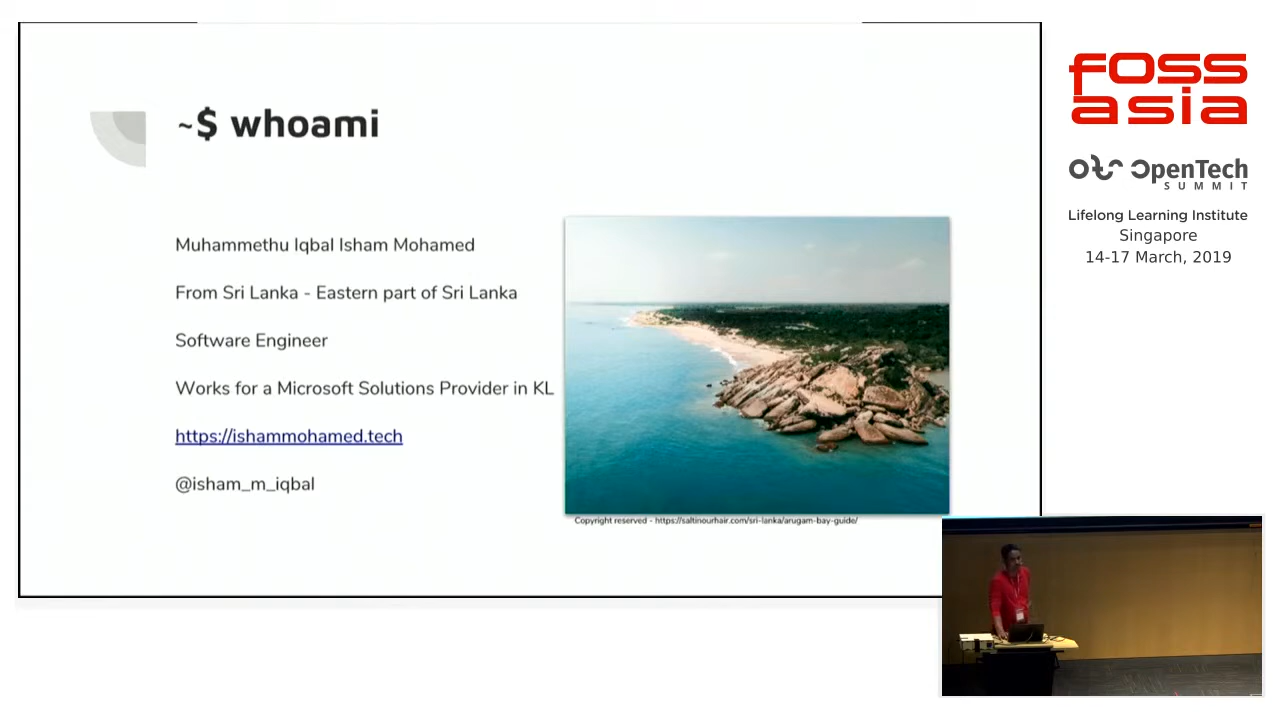 ~$ whoami
Muhammethu Iqbal Isham Mohamed
From Sri Lanka - Eastern part of Sri Lanka
Software Engineer
Works for a Microsoft Solutions Provider in KL
https://ishammohamed.tech
@isham_m_iqbal
Copyright reserved - https://saltinourhair.com/sri-lanka/arugam-bay-guide/
fOSS
asia
OpenTech
SUMMIT
Lifelong Learning Institute
Singapore
14-17 March, 2019